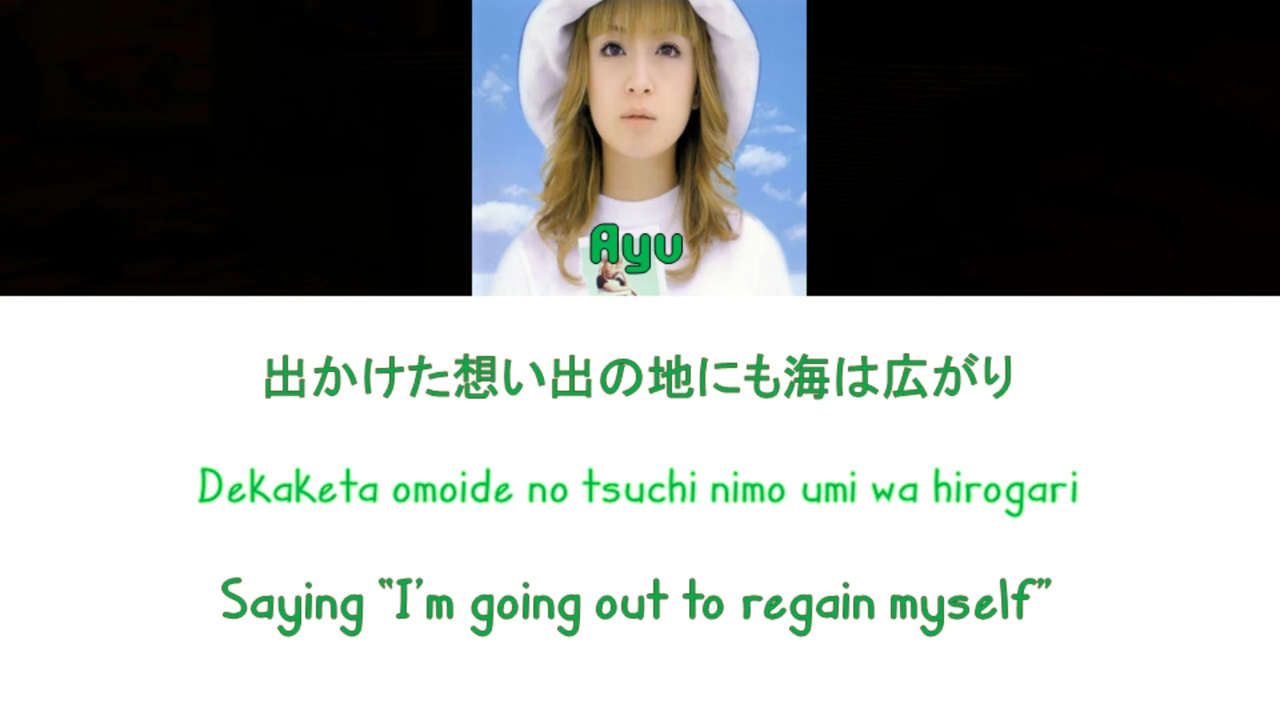 Ayu
出かけた想い出の地にも海は広がり
Dekaketa omoide no tsuchi nimo umi wa hirogari
Saying “I'm going out to regain myself”